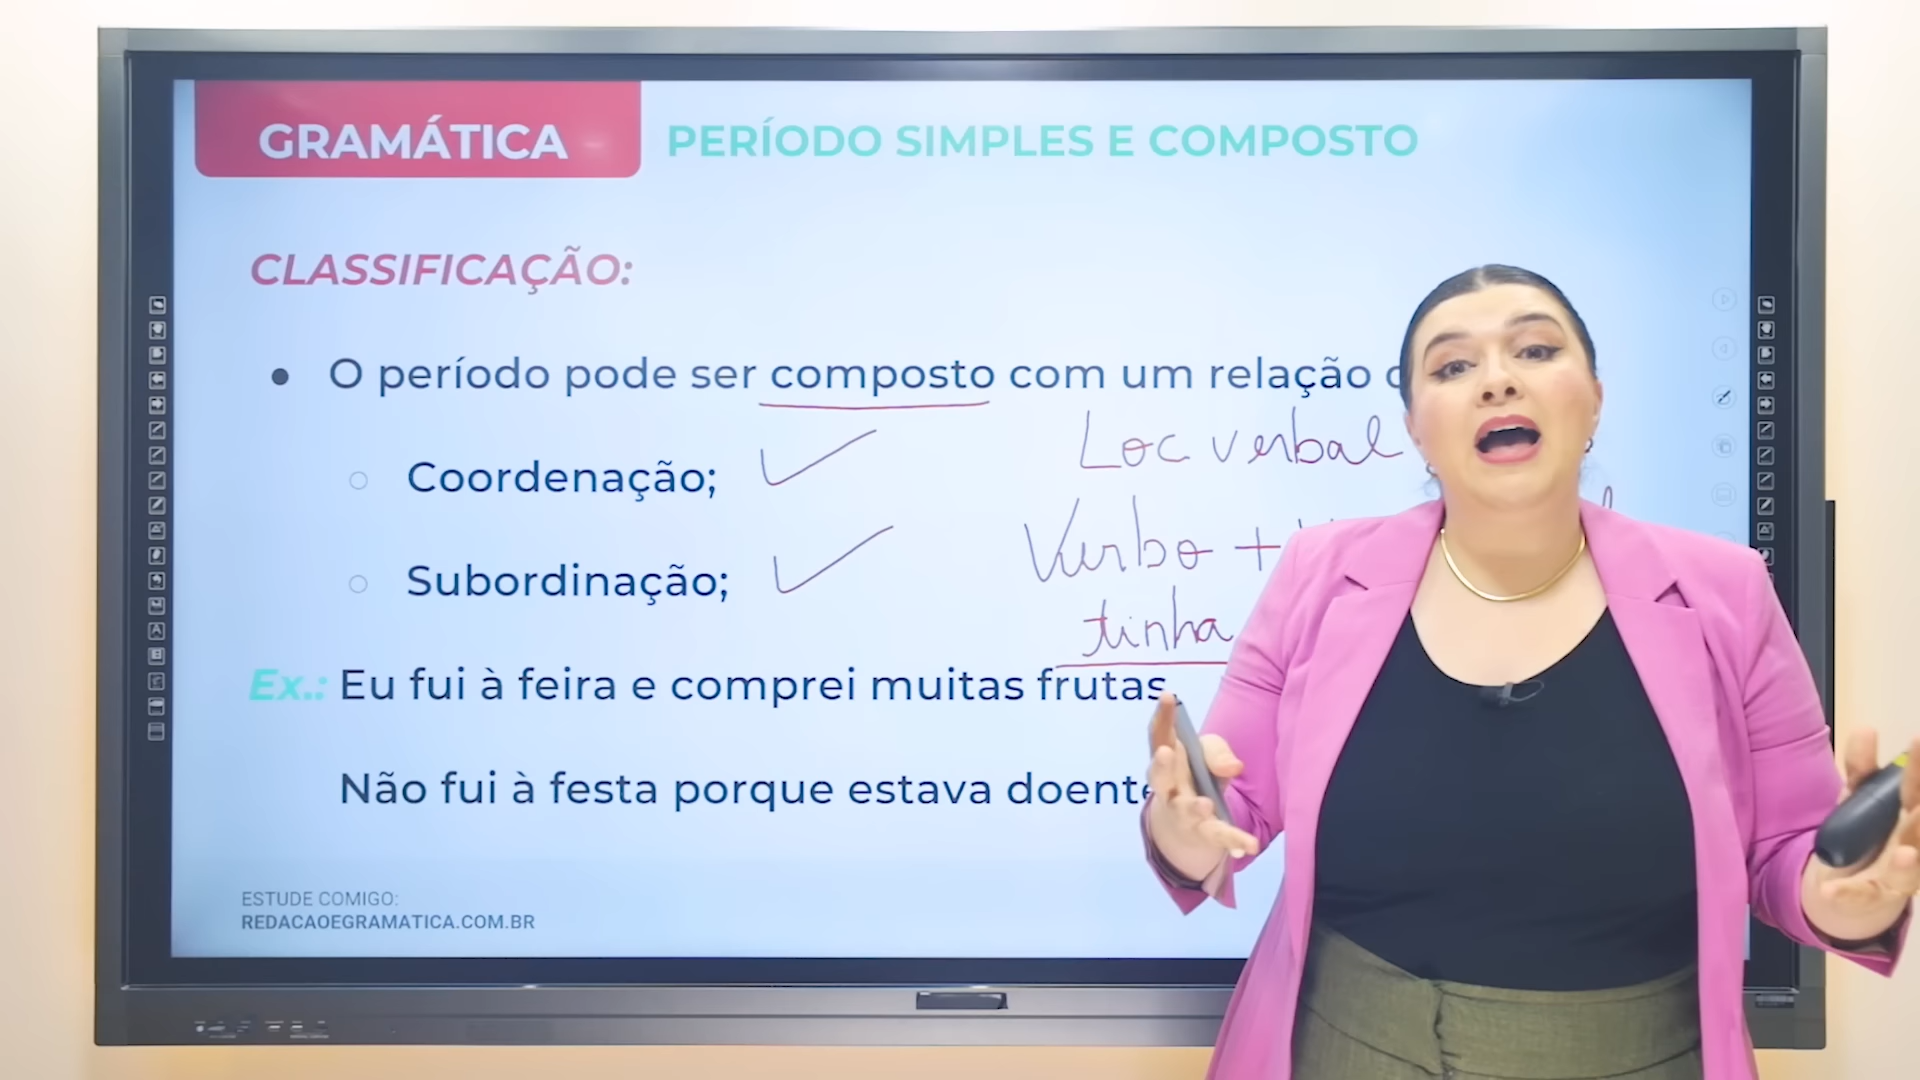 GRAMÁTICA PERÍODO SIMPLES E COMPOSTO
CLASSIFICAÇÃO:
O período pode ser composto com um relação
Loc verbal
Coordenação;
Verbo +
Subordinação;
tinha
Ex.: Eu fui à feira e comprei muitas frutas.
Não fui à festa porque estava doente
ESTUDE COMIGO:
REDACAOEGRAMATICA.COM.BR